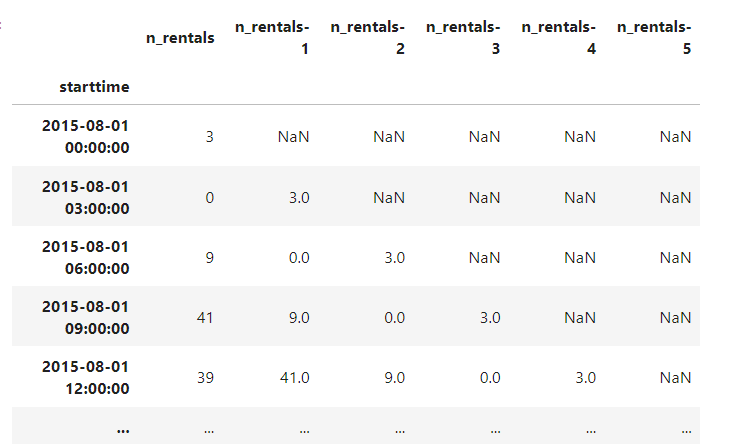 n_rentals n_rentals-1 n_rentals-2 n_rentals-3 n_rentals-4 n_rentals-5
starttime
2015-08-01 00:00:00 3 NaN NaN NaN NaN NaN
2015-08-01 03:00:00 0 3.0 NaN NaN NaN NaN
2015-08-01 06:00:00 9 0.0 3.0 NaN NaN NaN
2015-08-01 09:00:00 41 9.0 0.0 3.0 NaN NaN
2015-08-01 12:00:00 39 41.0 9.0 0.0 3.0 NaN
... ... ... ... ... ... ...